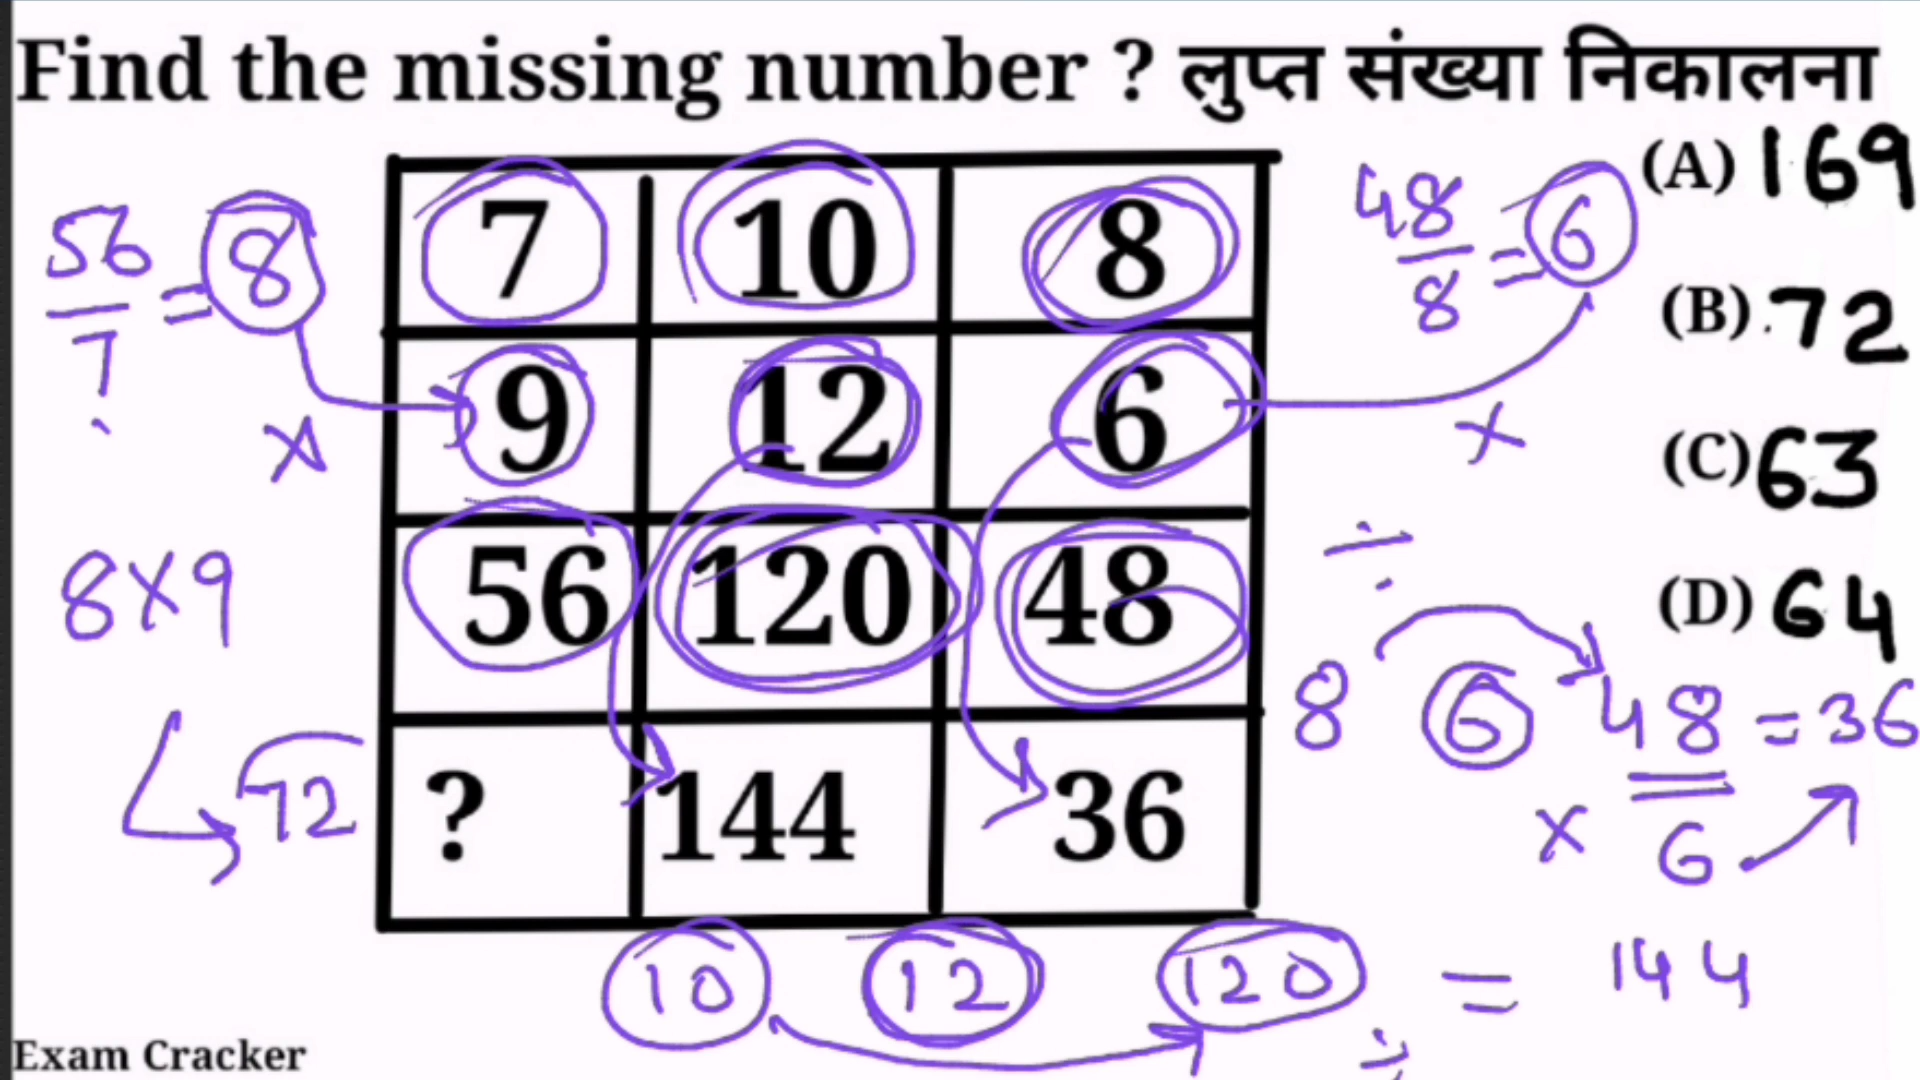 Find the missing number ? लुप्त संख्या निकालना
(A) 169
(B) 72
(C) 63
(D) 64
7 10 8
9 12 6
56 120 48
? 144 36
56
7
= 8
×
8×9
72
48
8
= 6
×
÷
8 6 48 = 36
× 6
10 12 120 = 144
÷
Exam Cracker